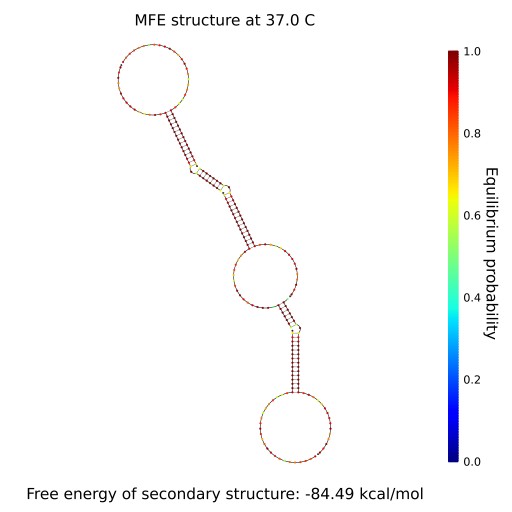 MFE structure at 37.0 C
1.0
0.8
0.6
0.4
0.2
0.0
Equilibrium probability
Free energy of secondary structure: -84.49 kcal/mol